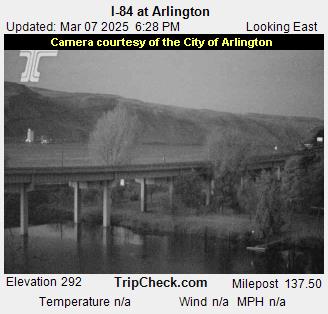 I-84 at Arlington
Updated: Mar 07 2025 6:28 PM Looking East
Camera courtesy of the City of Arlington
Elevation 292 TripCheck.com Milepost 137.50
Temperature n/a Wind n/a MPH n/a